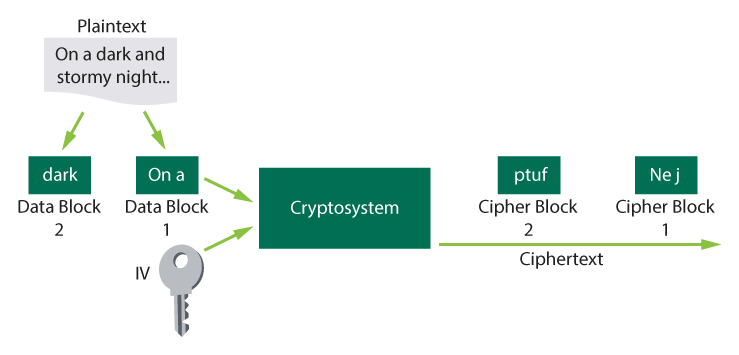 Plaintext
On a dark and
stormy night...
dark
Data Block
2
On a
Data Block
1
IV
Cryptosystem
ptuf
Cipher Block
2
Ne j
Cipher Block
1
Ciphertext